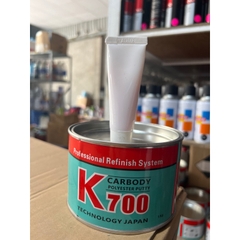 Professional Refinish System
CARBODY
POLYESTER PUTTY
K700
TECHNOLOGY JAPAN